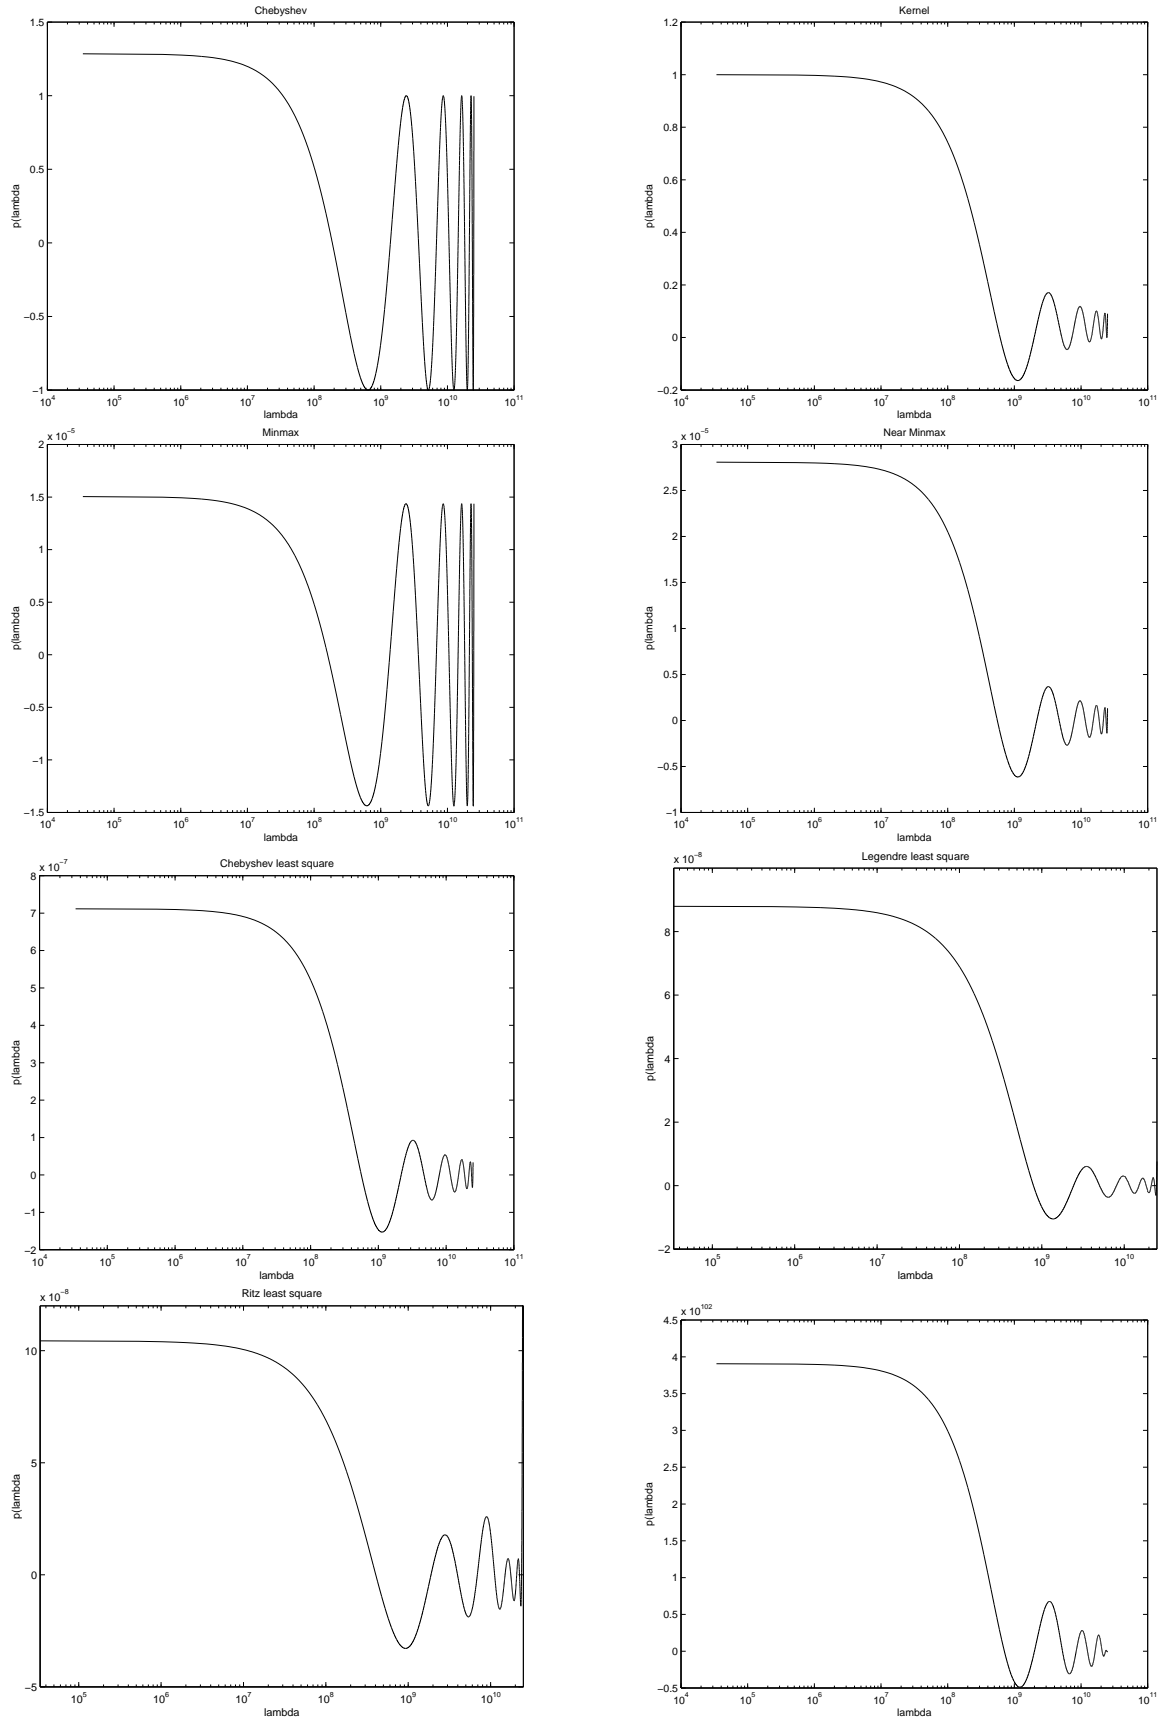 Chebyshev
1.5
1
0.5
0
−0.5
−1
p(lambda
10^4 10^5 10^6 10^7 10^8 10^9 10^10 10^11
lambda
Kernel
1.2
1
0.8
0.6
0.4
0.2
0
−0.2
p(lambda
10^4 10^5 10^6 10^7 10^8 10^9 10^10 10^11
lambda
Minmax
x 10^−5
2
1.5
1
0.5
0
−0.5
−1
−1.5
p(lambda
10^4 10^5 10^6 10^7 10^8 10^9 10^10 10^11
lambda
Near Minmax
x 10^−5
3
2.5
2
1.5
1
0.5
0
−0.5
−1
p(lambda
10^4 10^5 10^6 10^7 10^8 10^9 10^10 10^11
lambda
Chebyshev least square
x 10^−7
8
7
6
5
4
3
2
1
0
−1
−2
p(lambda
10^4 10^5 10^6 10^7 10^8 10^9 10^10 10^11
lambda
Legendre least square
x 10^−8
8
6
4
2
0
−2
p(lambda
10^5 10^6 10^7 10^8 10^9 10^10
lambda
Ritz least square
x 10^−8
10
5
0
−5
p(lambda
10^5 10^6 10^7 10^8 10^9 10^10
lambda
x 10^102
4.5
4
3.5
3
2.5
2
1.5
1
0.5
0
−0.5
p(lambda
10^4 10^5 10^6 10^7 10^8 10^9 10^10 10^11
lambda